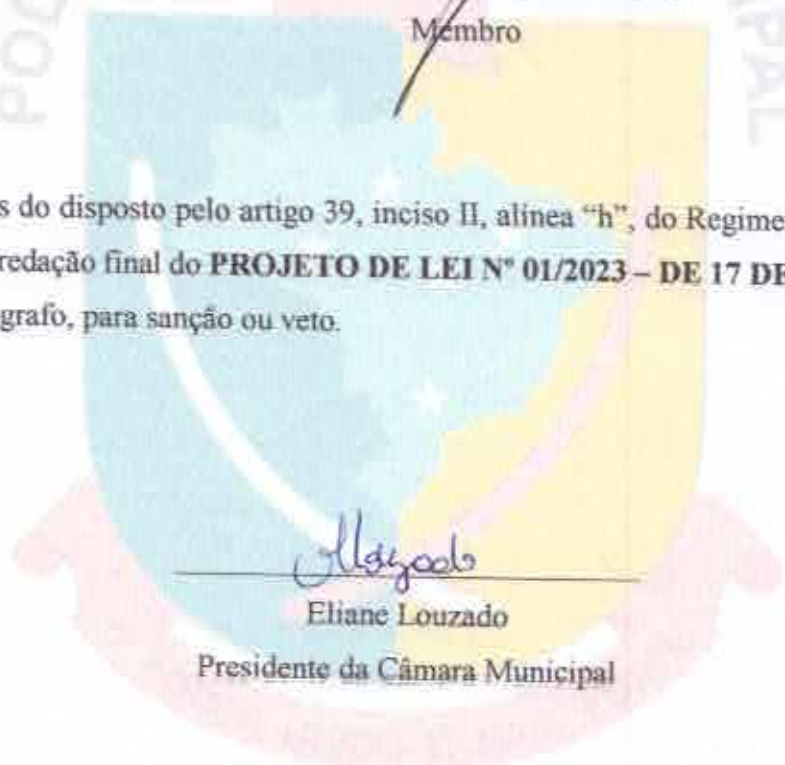 Membro
s do disposto pelo artigo 39, inciso II, alínea “h”, do Regime
redação final do PROJETO DE LEI Nº 01/2023 – DE 17 DE
grafo, para sanção ou veto.
Eliane Louzado
Presidente da Câmara Municipal